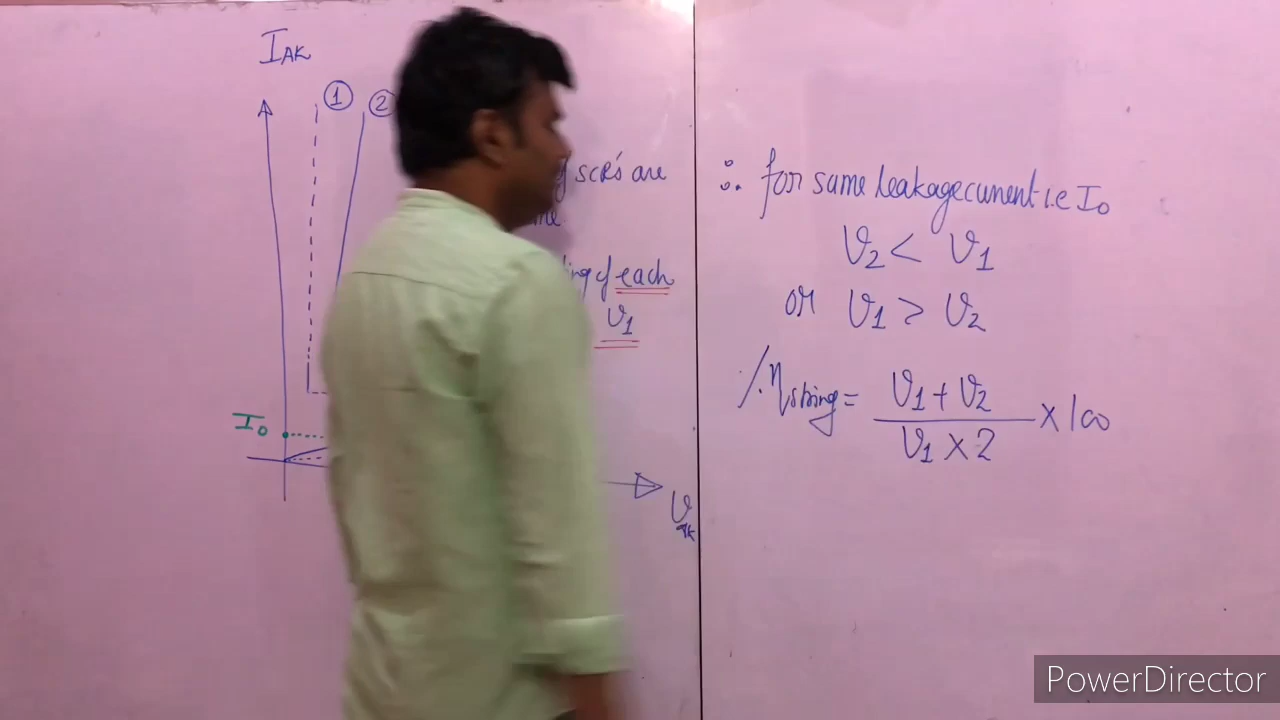 I_AK
① ②
SCR's are
of each
V1
I0
V AK
∴ for same leakage current i.e I0
V2 < V1
or V1 > V2
% η string = (V1 + V2) / (V1 × 2) × 100
PowerDirector